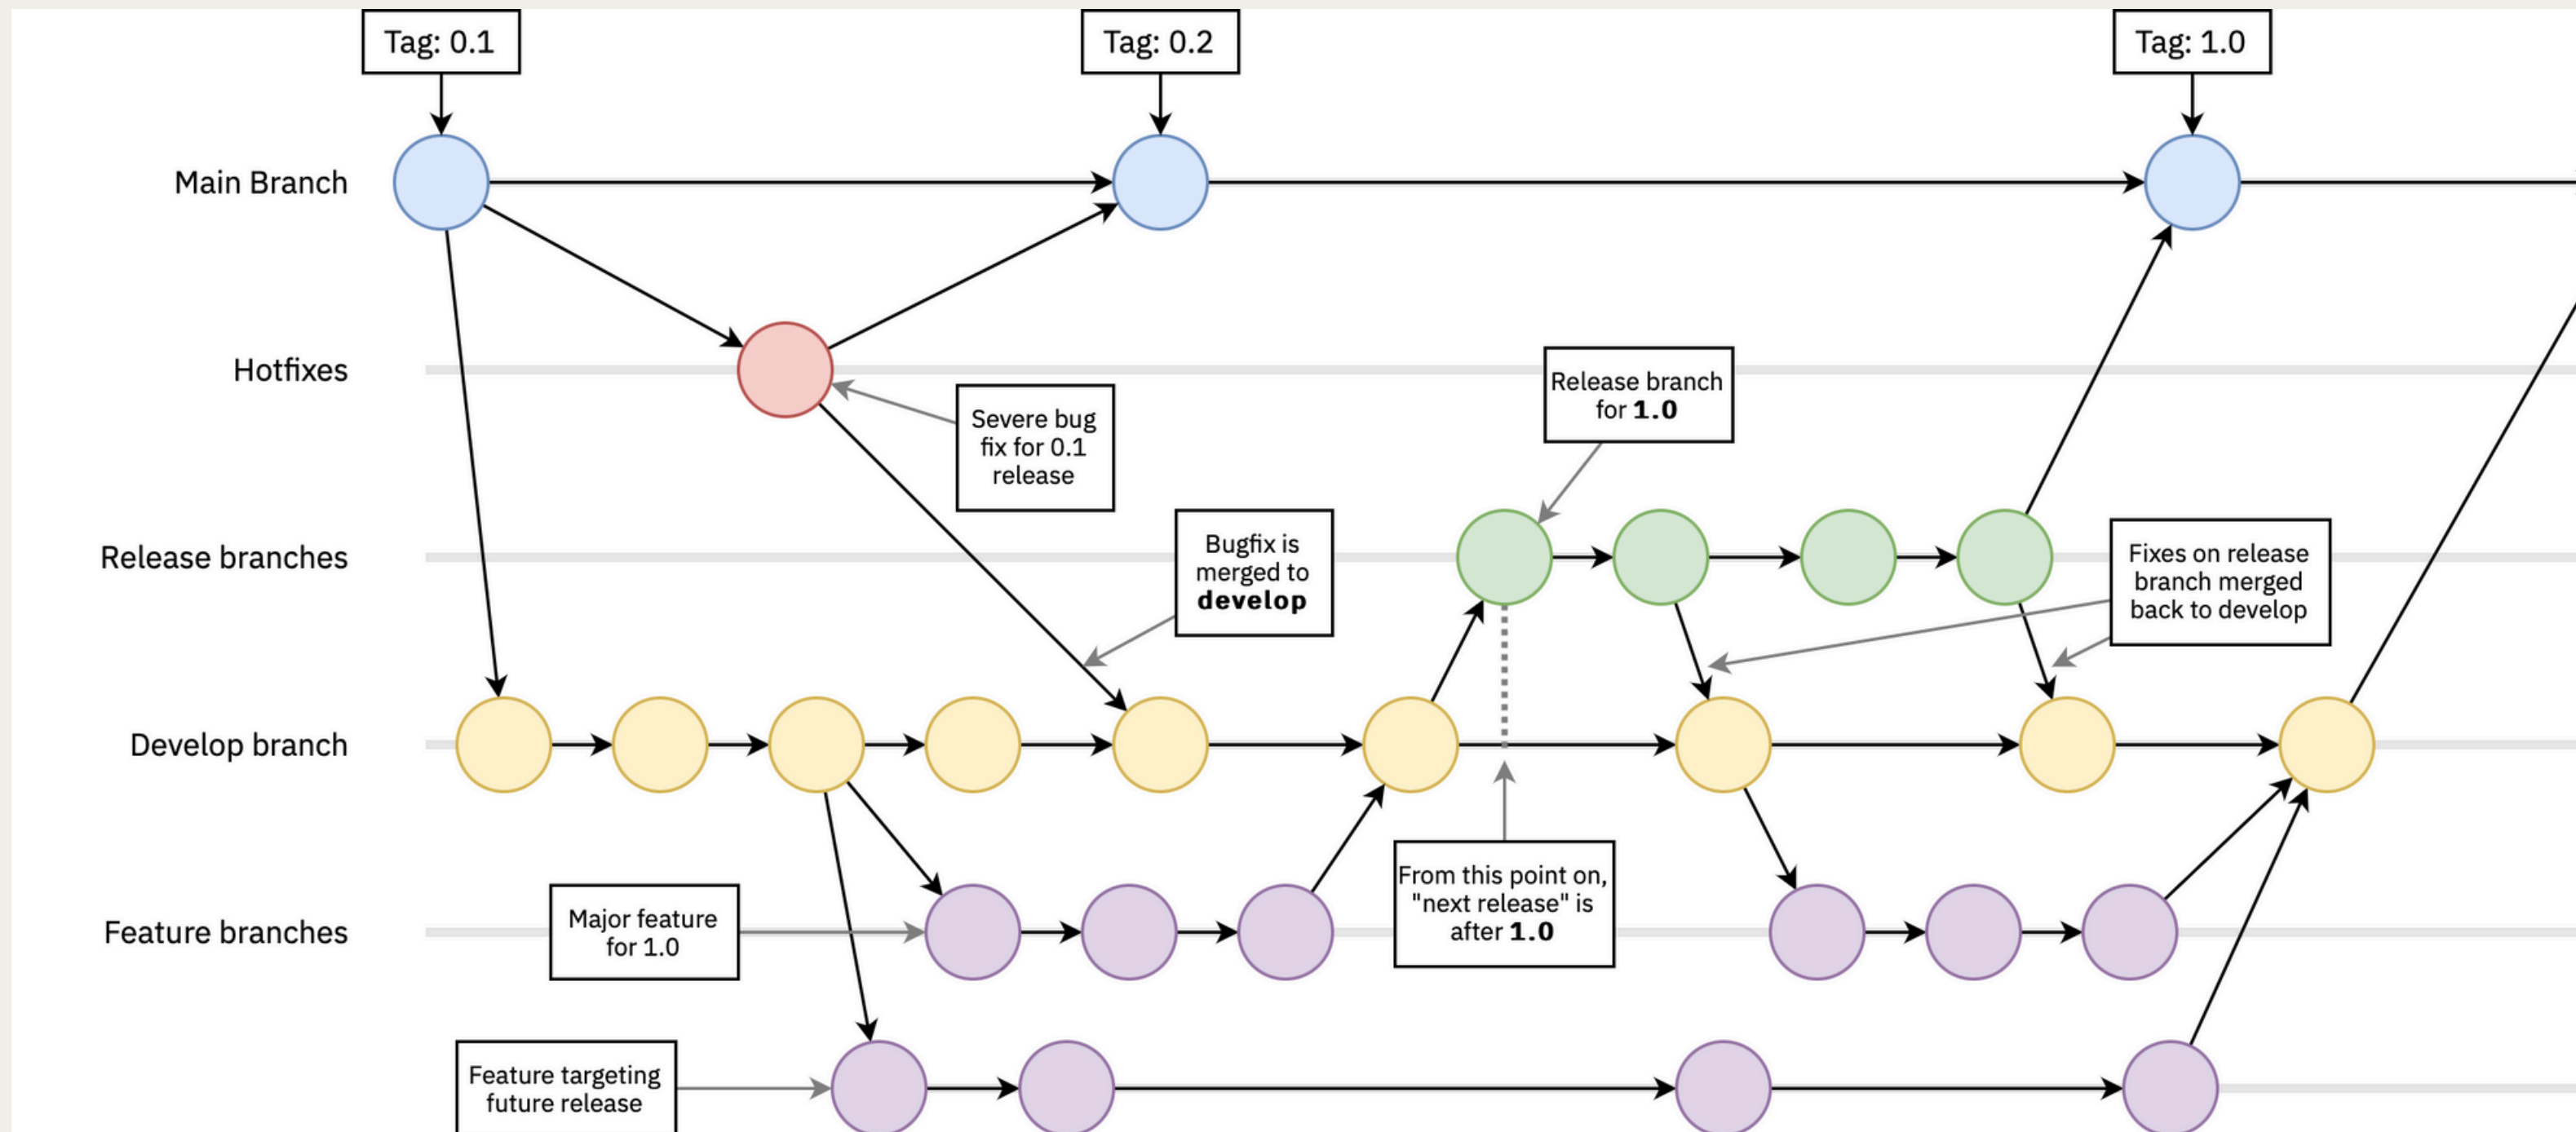 Tag: 0.1
Tag: 0.2
Tag: 1.0
Main Branch
Hotfixes
Severe bug
fix for 0.1
release
Release branch
for 1.0
Release branches
Bugfix is
merged to
develop
Fixes on release
branch merged
back to develop
Develop branch
Feature branches
Major feature
for 1.0
From this point on,
"next release" is
after 1.0
Feature targeting
future release